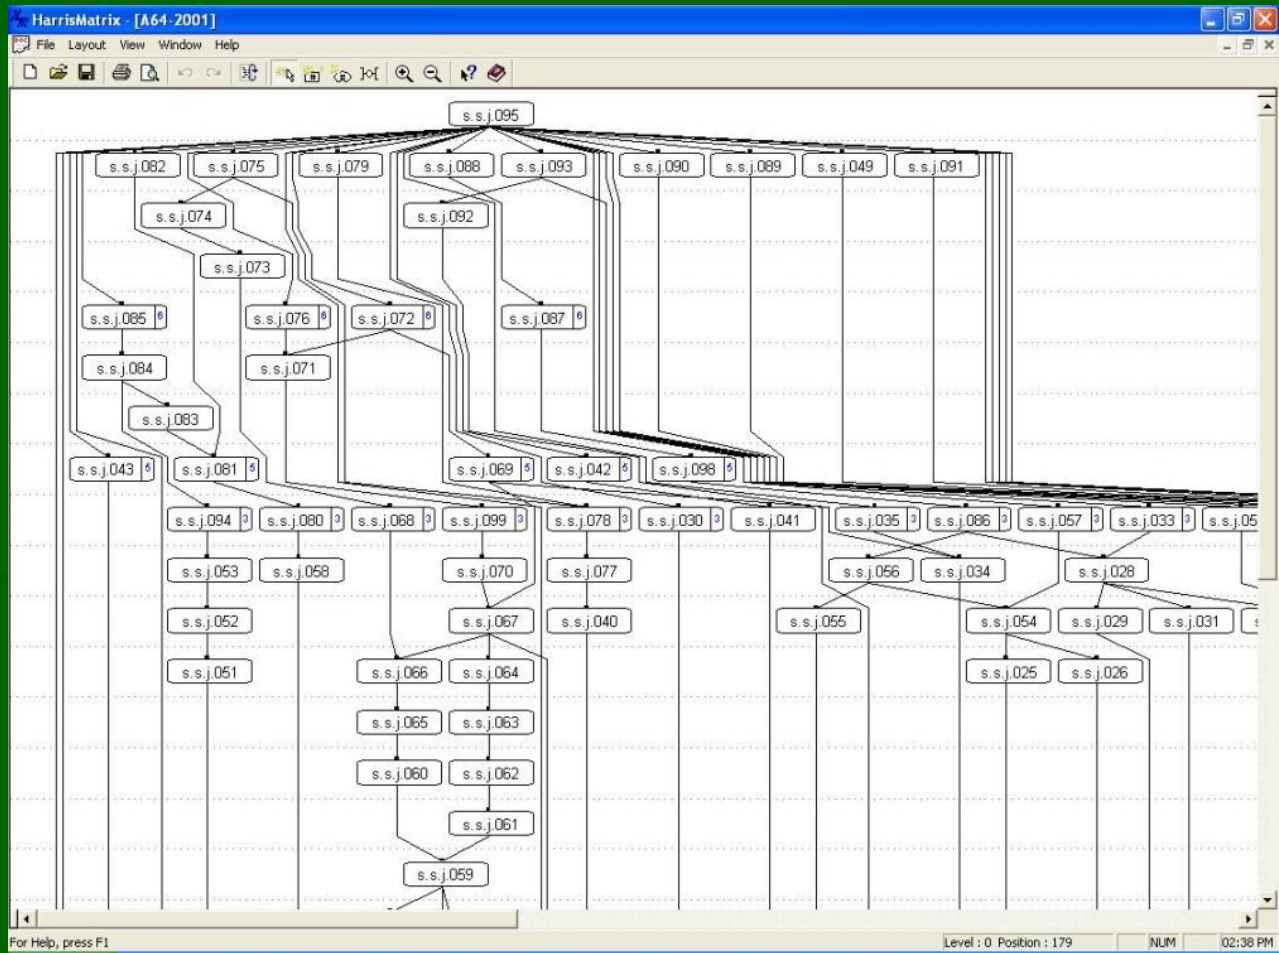 HarrisMatrix - [A64-2001]
File Layout View Window Help
s.s.j.095
s.s.j.082 s.s.j.075 s.s.j.079 s.s.j.088 s.s.j.093 s.s.j.090 s.s.j.089 s.s.j.049 s.s.j.091
s.s.j.074 s.s.j.092
s.s.j.073
s.s.j.085 6 s.s.j.076 6 s.s.j.072 6 s.s.j.087 6
s.s.j.084 s.s.j.071
s.s.j.083
s.s.j.043 5 s.s.j.081 5 s.s.j.069 5 s.s.j.042 5 s.s.j.098 5
s.s.j.094 3 s.s.j.080 3 s.s.j.068 3 s.s.j.099 3 s.s.j.078 3 s.s.j.030 3 s.s.j.041 s.s.j.035 3 s.s.j.086 3 s.s.j.057 3 s.s.j.033 3 s.s.j.05
s.s.j.053 s.s.j.058 s.s.j.070 s.s.j.077 s.s.j.056 s.s.j.034 s.s.j.028
s.s.j.052 s.s.j.067 s.s.j.040 s.s.j.055 s.s.j.054 s.s.j.029 s.s.j.031 s
s.s.j.051 s.s.j.066 s.s.j.064 s.s.j.025 s.s.j.026
s.s.j.065 s.s.j.063
s.s.j.060 s.s.j.062
s.s.j.061
s.s.j.059
For Help, press F1 Level : 0 Position : 179 NUM 02:38 PM